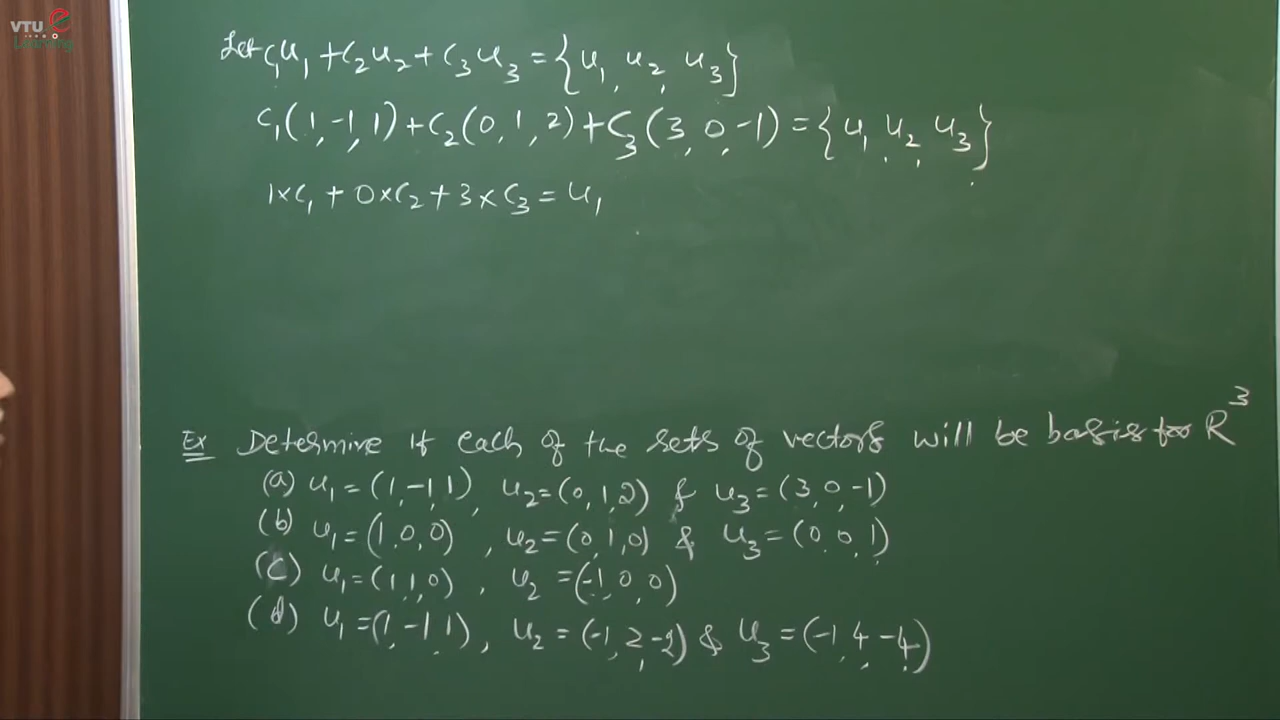 VTU e
Learning
Let c₁u₁ + c₂u₂ + c₃u₃ = {u₁, u₂, u₃}
c₁(1, -1, 1) + c₂(0, 1, 2) + c₃(3, 0, -1) = {u₁, u₂, u₃}
1×c₁ + 0×c₂ + 3×c₃ = u₁
Ex Determine if each of the sets of vectors will be basis for R³
(a) u₁ = (1, -1, 1), u₂ = (0, 1, 2) & u₃ = (3, 0, -1)
(b) u₁ = (1, 0, 0), u₂ = (0, 1, 0) & u₃ = (0, 0, 1)
(c) u₁ = (1, 1, 0), u₂ = (-1, 0, 0)
(d) u₁ = (1, -1, 1), u₂ = (-1, 2, -2) & u₃ = (-1, 4, -4)